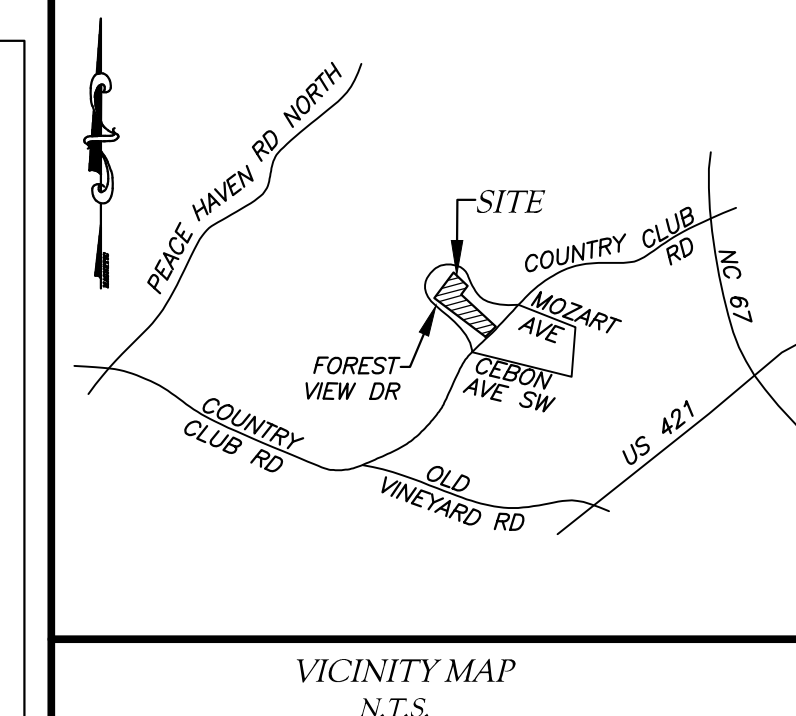 PEACE HAVEN RD NORTH
SITE
COUNTRY CLUB
RD
NC 67
MOZART
AVE
FOREST
VIEW DR
CEBON
AVE SW
COUNTRY
CLUB RD
US 421
OLD
VINEYARD RD
VICINITY MAP
N.T.S.